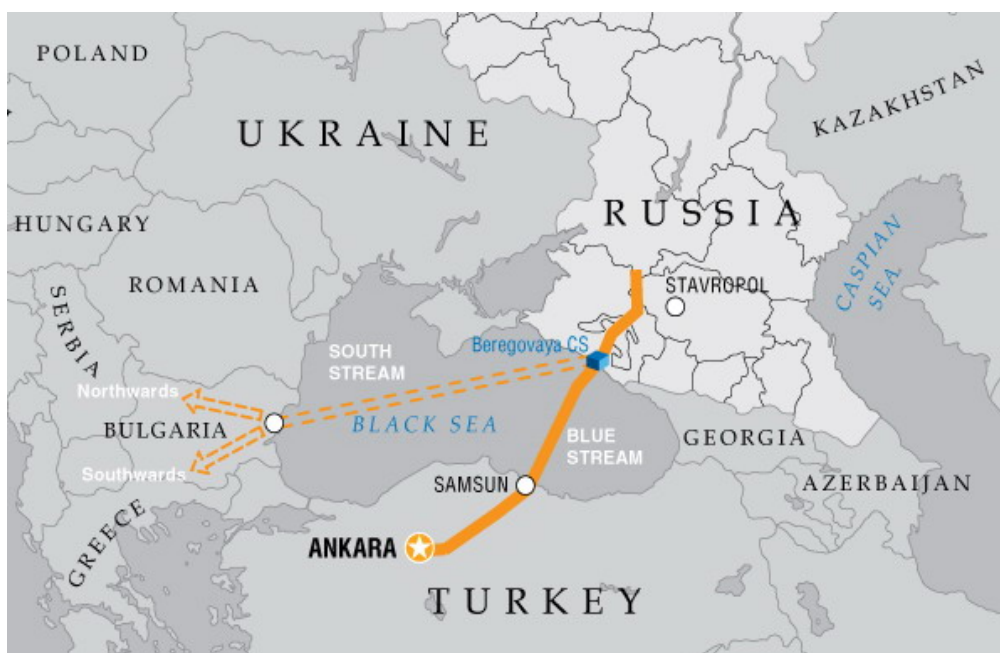 POLAND
KAZAKHSTAN
UKRAINE
RUSSIA
HUNGARY
CASPIAN
SEA
ROMANIA
STAVROPOL
SERBIA
SOUTH
STREAM
Beregovaya CS
Northwards
BLACK SEA
BULGARIA
BLUE
STREAM
GEORGIA
Southwards
SAMSUN
AZERBAIJAN
GREECE
ANKARA
TURKEY